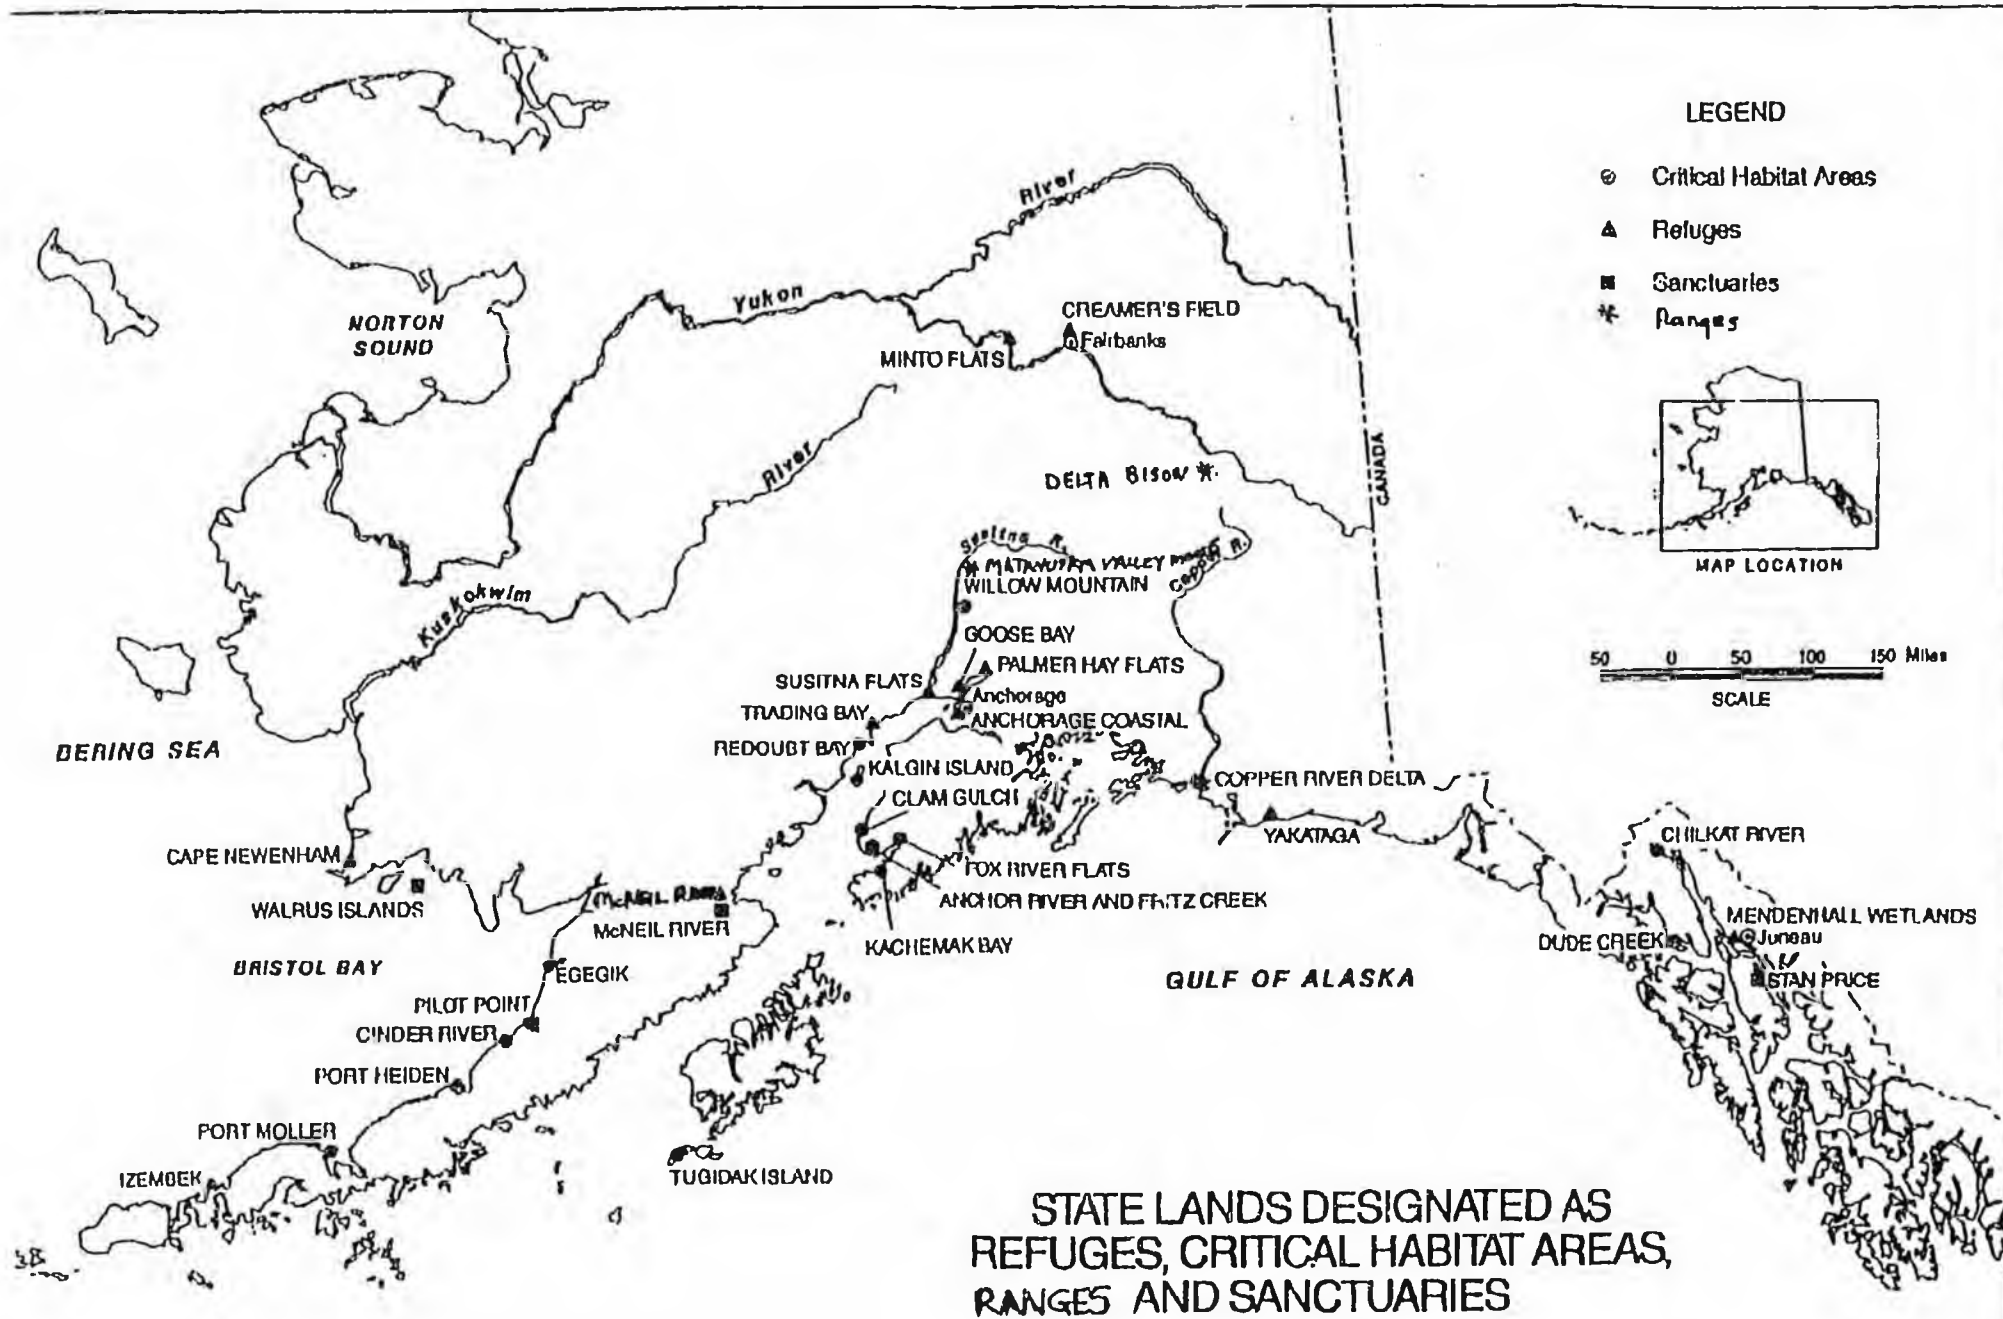 LEGEND
Critical Habitat Areas
Refuges
Sanctuaries
Ranges
MAP LOCATION
50 0 50 100 150 Miles
SCALE
NORTON
SOUND
Yukon
River
CREAMER'S FIELD
Fairbanks
MINTO FLATS
CANADA
Kuskokwim
River
DELTA BISON
Susitna R.
MATANUSKA VALLEY MOOSE
Copper R.
WILLOW MOUNTAIN
GOOSE BAY
PALMER HAY FLATS
SUSITNA FLATS
Anchorage
TRADING BAY
ANCHORAGE COASTAL
REDOUBT BAY
KALGIN ISLAND
CLAM GULCH
BERING SEA
COPPER RIVER DELTA
YAKATAGA
CHILKAT RIVER
CAPE NEWENHAM
WALRUS ISLANDS
FOX RIVER FLATS
McNEIL RIVER
ANCHOR RIVER AND FRITZ CREEK
McNEIL RIVER
KACHEMAK BAY
MENDENHALL WETLANDS
Juneau
DUDE CREEK
STAN PRICE
BRISTOL BAY
EGEGIK
GULF OF ALASKA
PILOT POINT
CINDER RIVER
PORT HEIDEN
PORT MOLLER
IZEMBEK
TUGIDAK ISLAND
STATE LANDS DESIGNATED AS
REFUGES, CRITICAL HABITAT AREAS,
RANGES AND SANCTUARIES